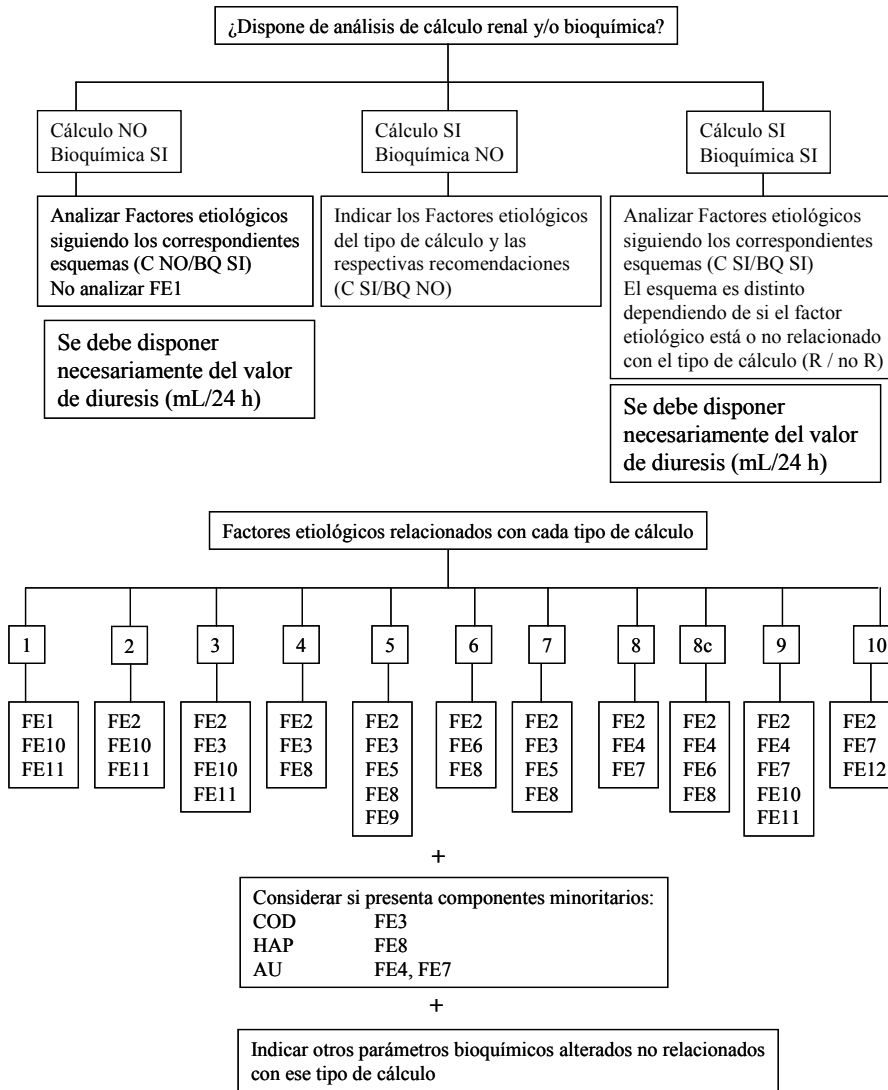 ¿Dispone de análisis de cálculo renal y/o bioquímica?
Cálculo NO
Bioquímica SI
Cálculo SI
Bioquímica NO
Cálculo SI
Bioquímica SI
Analizar Factores etiológicos
siguiendo los correspondientes
esquemas (C NO/BQ SI)
No analizar FE1
Indicar los Factores etiológicos
del tipo de cálculo y las
respectivas recomendaciones
(C SI/BQ NO)
Analizar Factores etiológicos
siguiendo los correspondientes
esquemas (C SI/BQ SI)
El esquema es distinto
dependiendo de si el factor
etiológico está o no relacionado
con el tipo de cálculo (R / no R)
Se debe disponer
necesariamente del valor
de diuresis (mL/24 h)
Se debe disponer
necesariamente del valor
de diuresis (mL/24 h)
Factores etiológicos relacionados con cada tipo de cálculo
1
2
3
4
5
6
7
8
8c
9
10
FE1
FE10
FE11
FE2
FE10
FE11
FE2
FE3
FE10
FE11
FE2
FE3
FE8
FE2
FE3
FE5
FE8
FE9
FE2
FE6
FE8
FE2
FE3
FE5
FE8
FE2
FE4
FE7
FE2
FE4
FE6
FE8
FE2
FE4
FE7
FE10
FE11
FE2
FE7
FE12
+
Considerar si presenta componentes minoritarios:
COD FE3
HAP FE8
AU FE4, FE7
+
Indicar otros parámetros bioquímicos alterados no relacionados
con ese tipo de cálculo